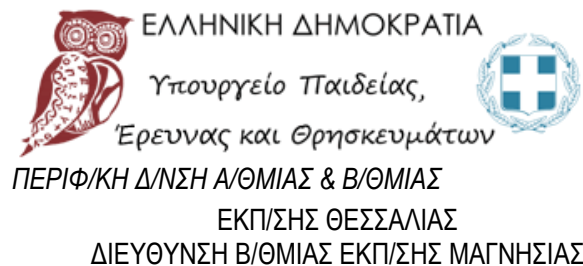 ΕΛΛΗΝΙΚΗ ΔΗΜΟΚΡΑΤΙΑ
Υπουργείο Παιδείας,
Έρευνας και Θρησκευμάτων
ΠΕΡΙΦ/ΚΗ Δ/ΝΣΗ Α/ΘΜΙΑΣ & Β/ΘΜΙΑΣ
ΕΚΠ/ΣΗΣ ΘΕΣΣΑΛΙΑΣ
ΔΙΕΥΘΥΝΣΗ Β/ΘΜΙΑΣ ΕΚΠ/ΣΗΣ ΜΑΓΝΗΣΙΑΣ